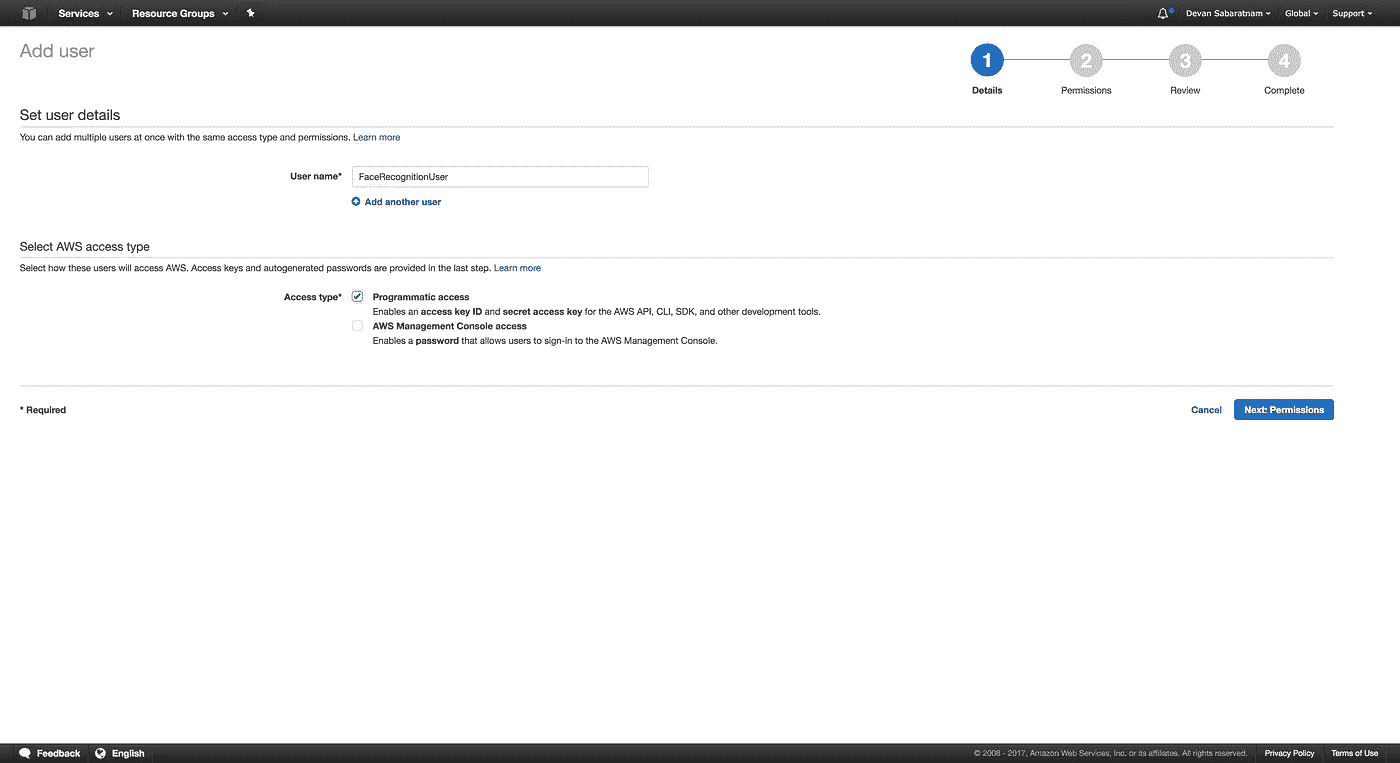 Services Resource Groups Devan Sabaratnam Global Support
Add user
1 2 3 4
Details Permissions Review Complete
Set user details
You can add multiple users at once with the same access type and permissions. Learn more
User name* FaceRecognitionUser
Add another user
Select AWS access type
Select how these users will access AWS. Access keys and autogenerated passwords are provided in the last step. Learn more
Access type* Programmatic access
Enables an access key ID and secret access key for the AWS API, CLI, SDK, and other development tools.
AWS Management Console access
Enables a password that allows users to sign-in to the AWS Management Console.
* Required Cancel Next: Permissions
Feedback English © 2008 - 2017, Amazon Web Services, Inc. or its affiliates. All rights reserved. Privacy Policy Terms of Use